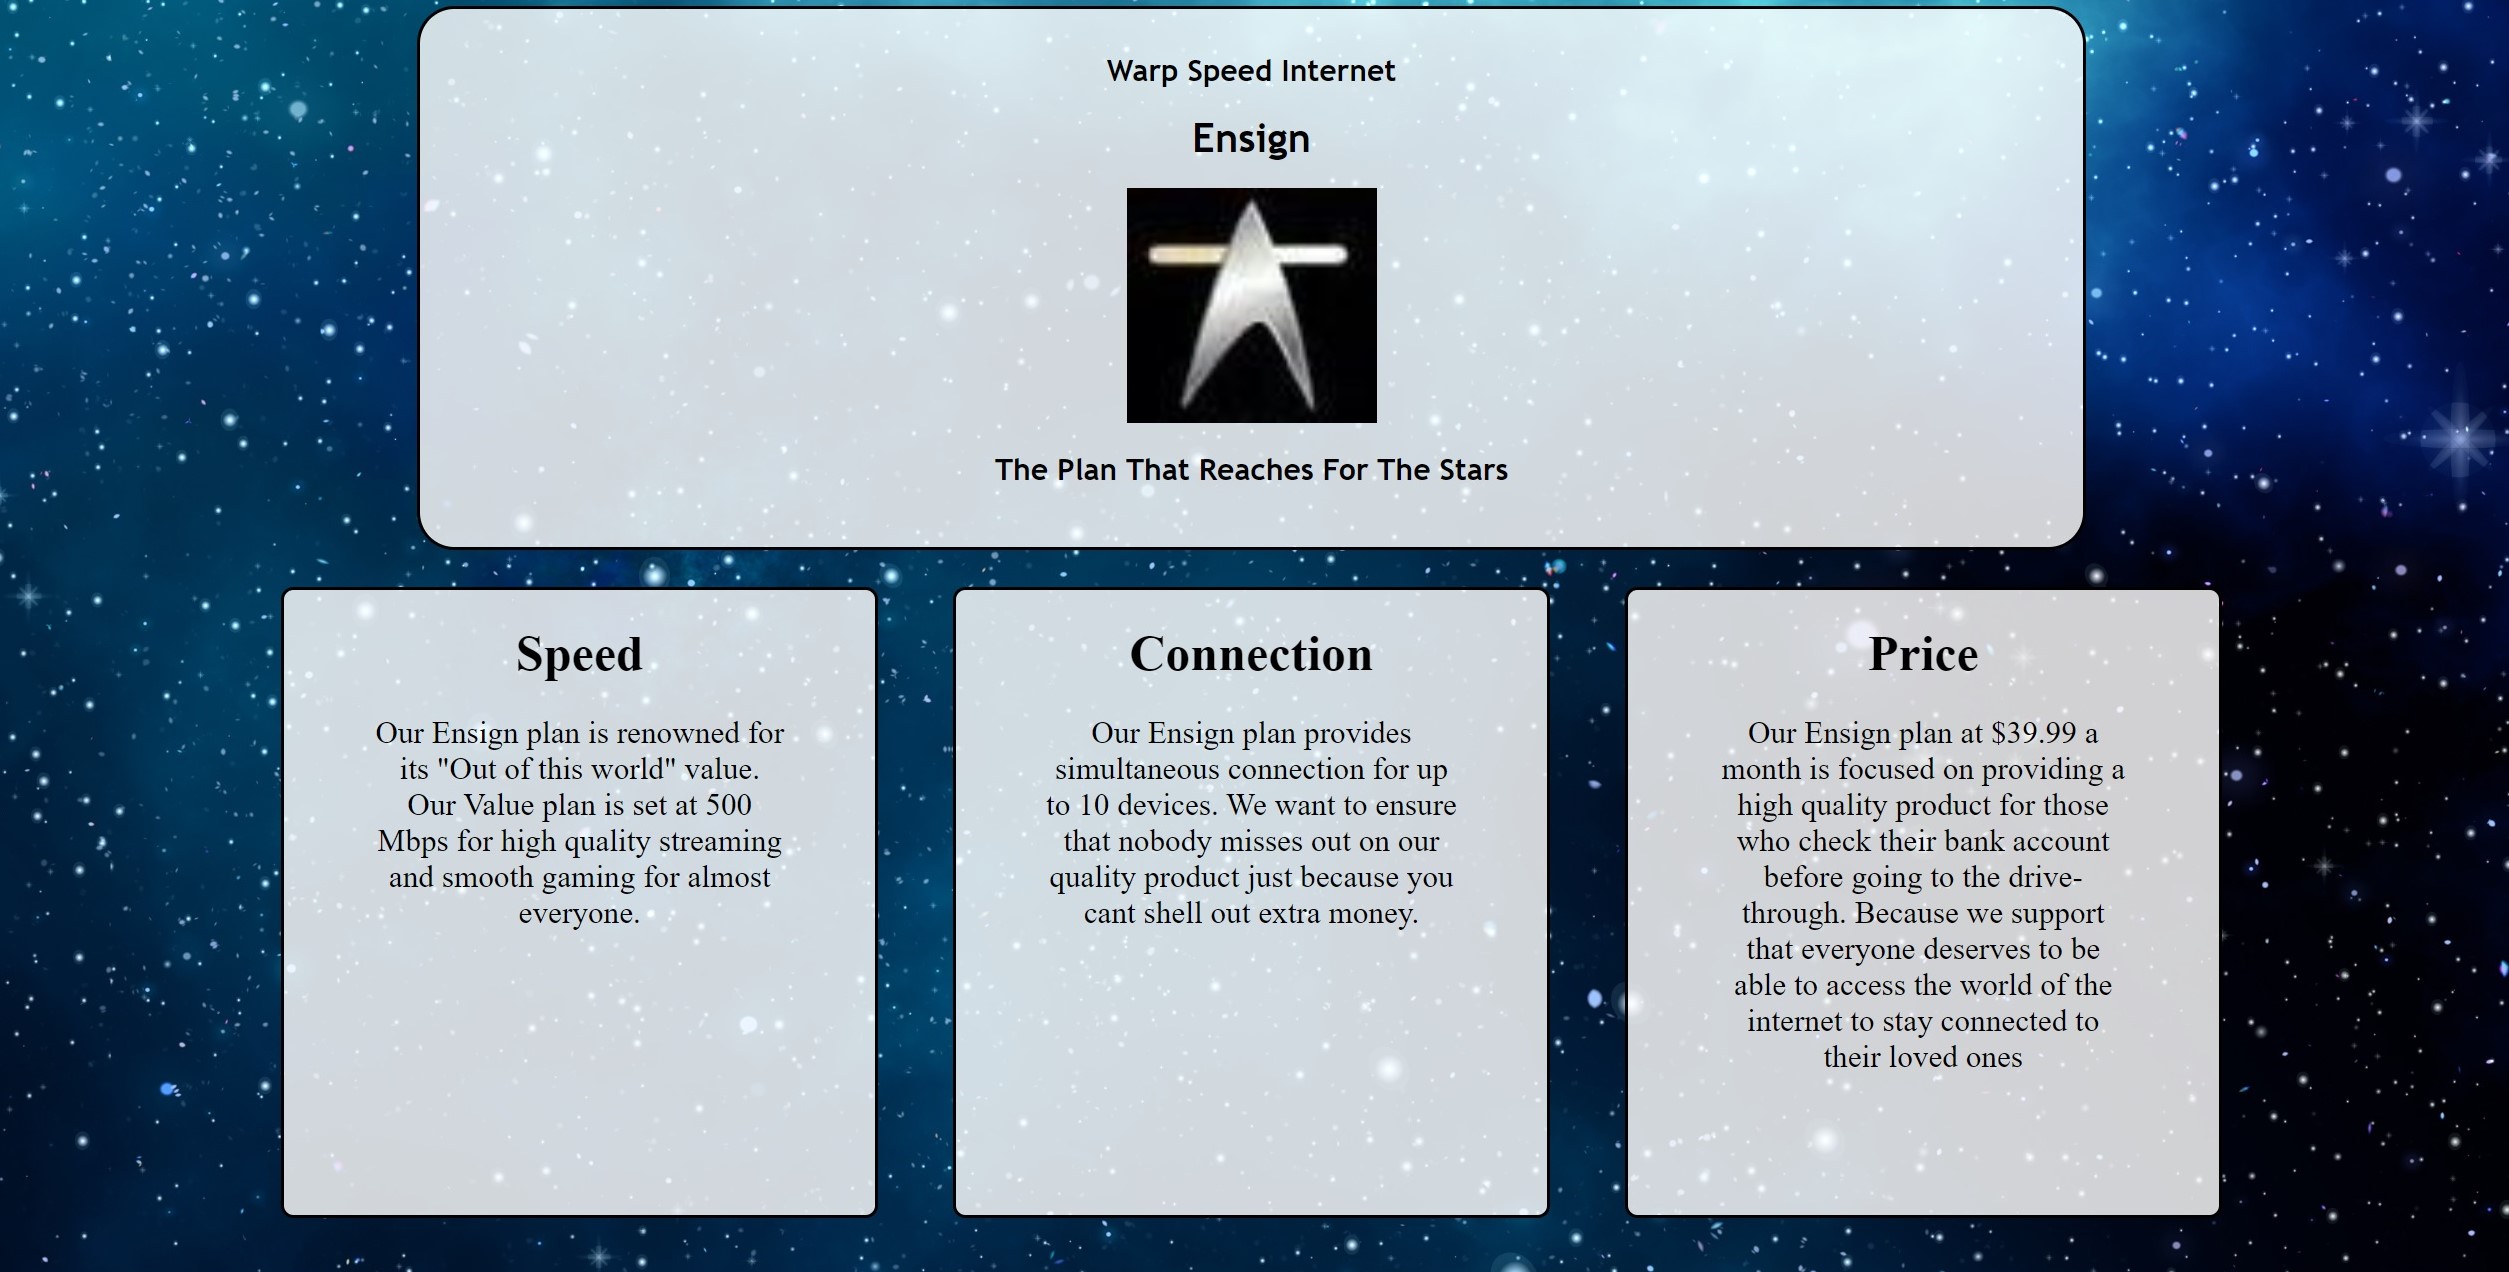 Warp Speed Internet
Ensign
The Plan That Reaches For The Stars
Speed
Our Ensign plan is renowned for
its "Out of this world" value.
Our Value plan is set at 500
Mbps for high quality streaming
and smooth gaming for almost
everyone.
Connection
Our Ensign plan provides
simultaneous connection for up
to 10 devices. We want to ensure
that nobody misses out on our
quality product just because you
cant shell out extra money.
Price
Our Ensign plan at $39.99 a
month is focused on providing a
high quality product for those
who check their bank account
before going to the drive-
through. Because we support
that everyone deserves to be
able to access the world of the
internet to stay connected to
their loved ones